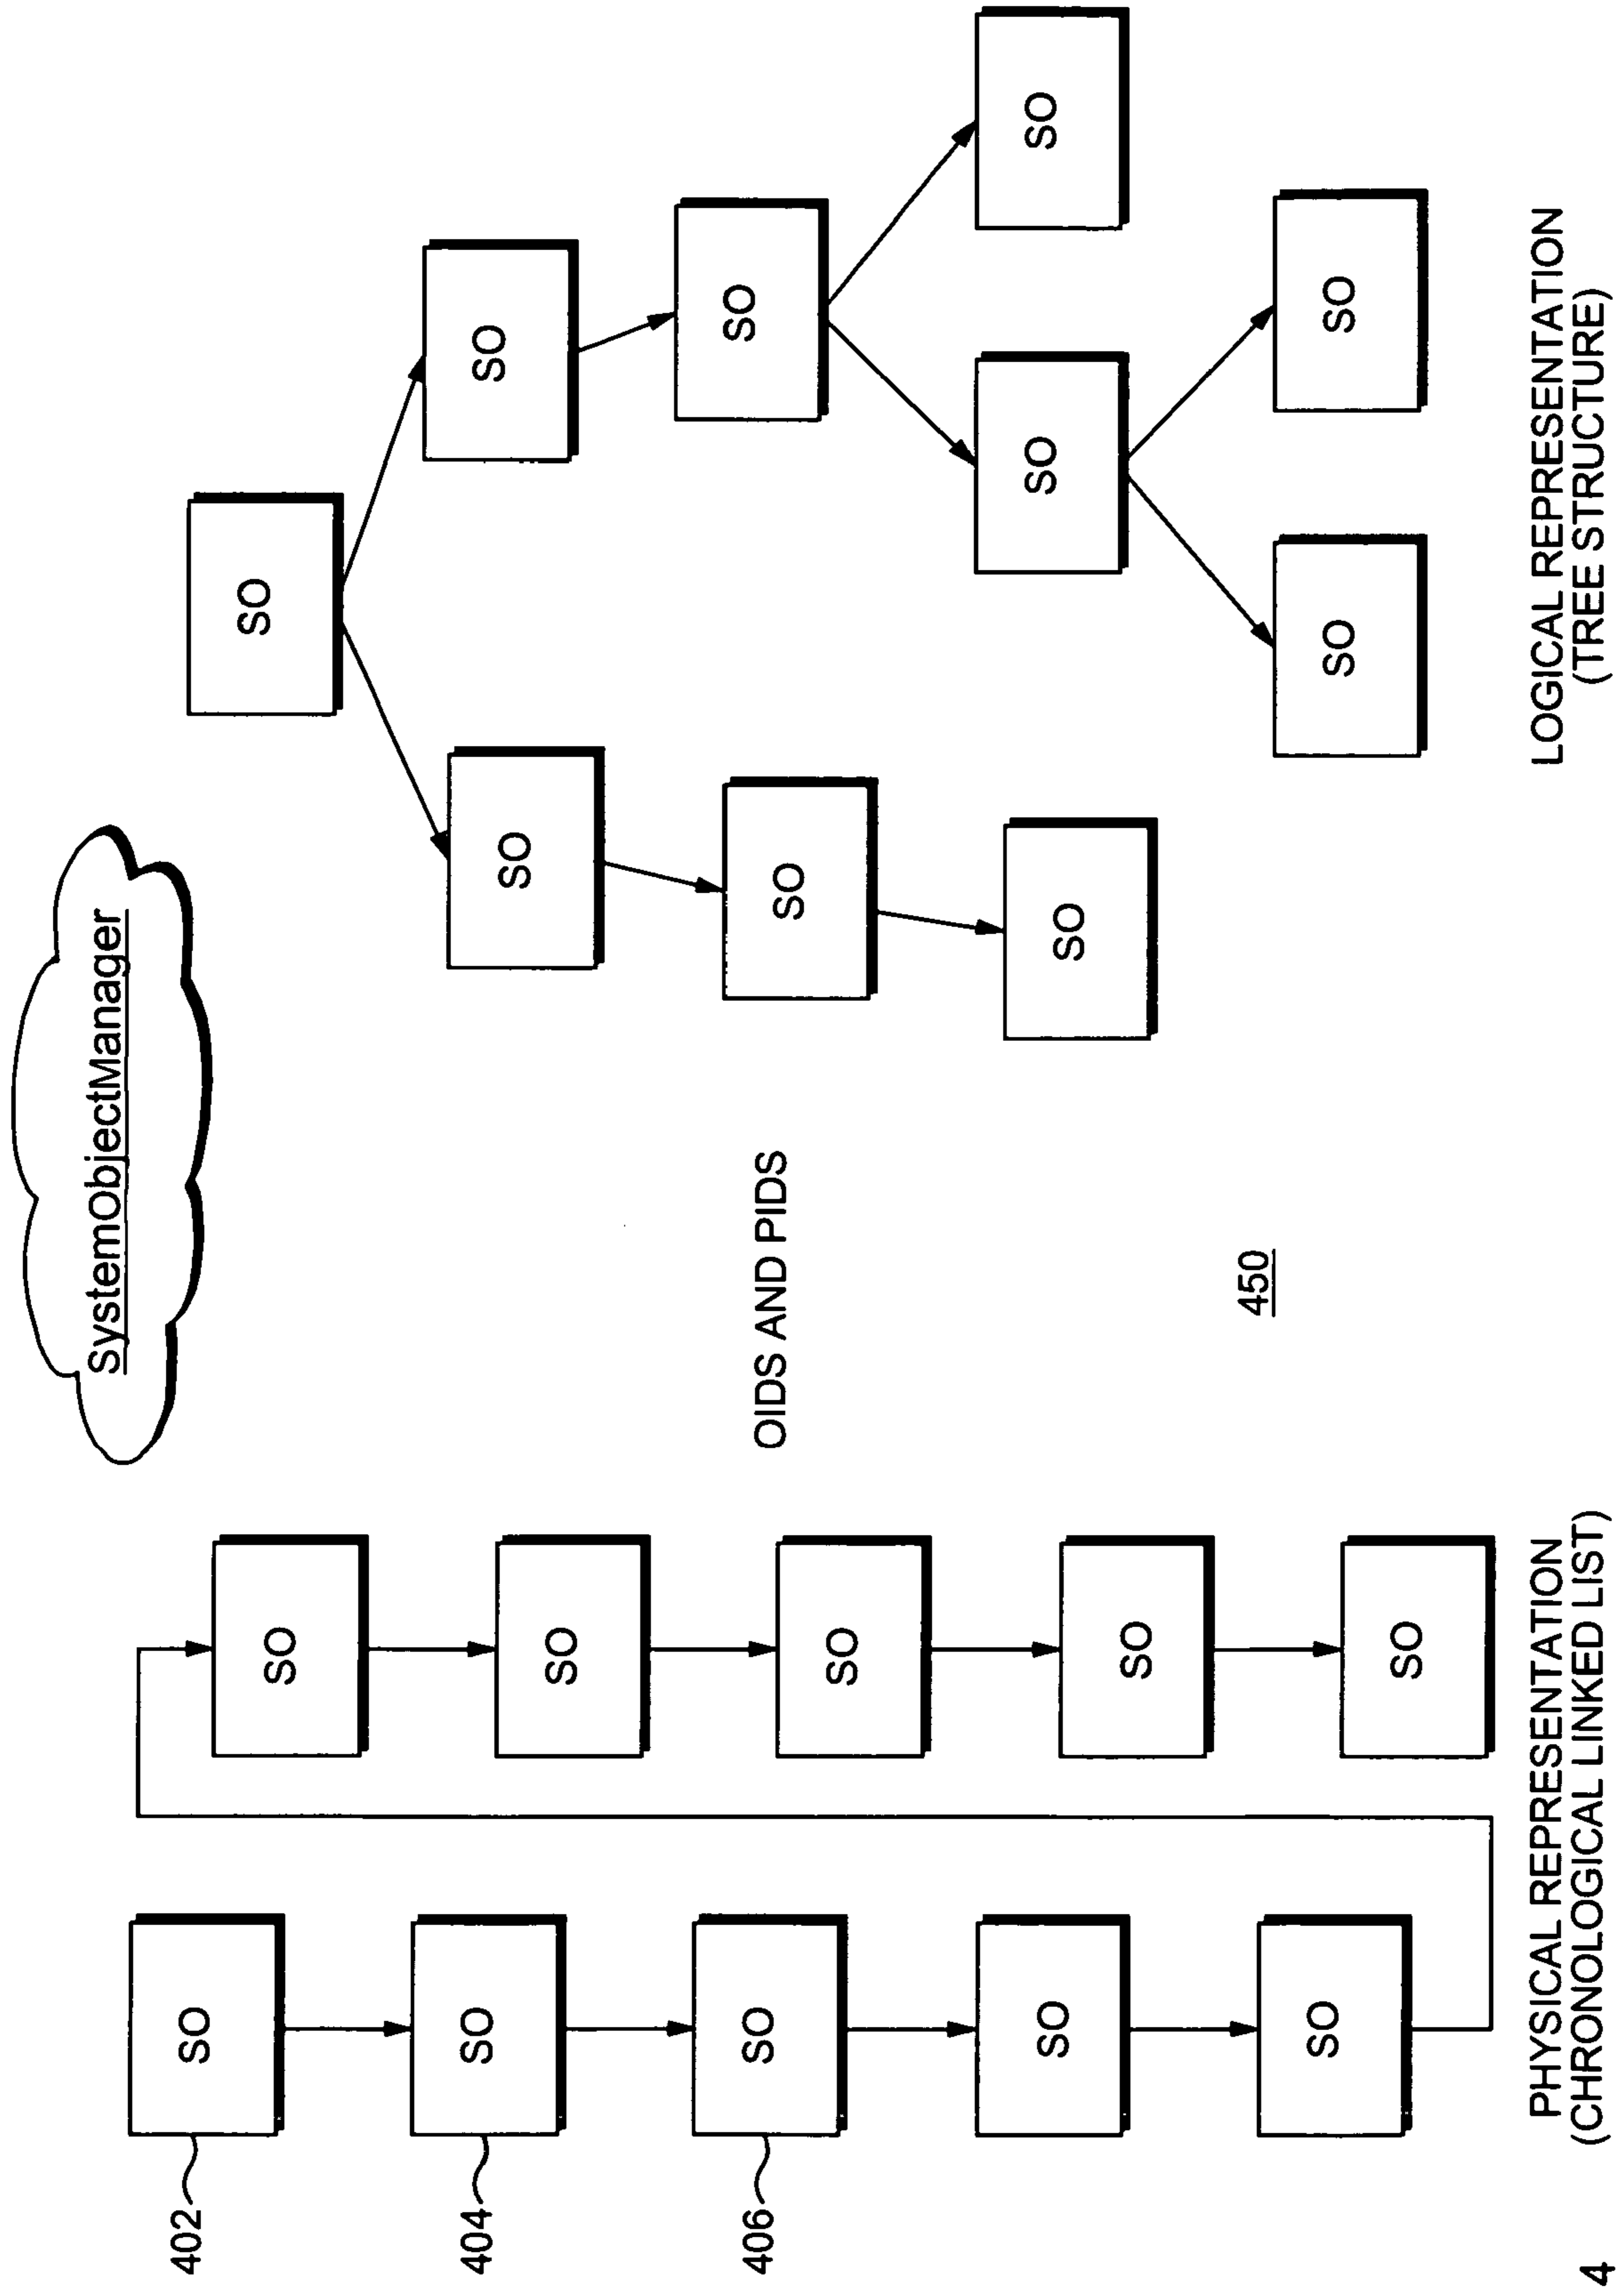 SystemObjectManager
402
SO
404
SO
406
SO
SO
SO
SO
SO
SO
SO
SO
OIDS AND PIDS
450
SO
SO
SO
SO
SO
SO
SO
SO
SO
SO
PHYSICAL REPRESENTATION
(CHRONOLOGICAL LINKED LIST)
LOGICAL REPRESENTATION
(TREE STRUCTURE)
4